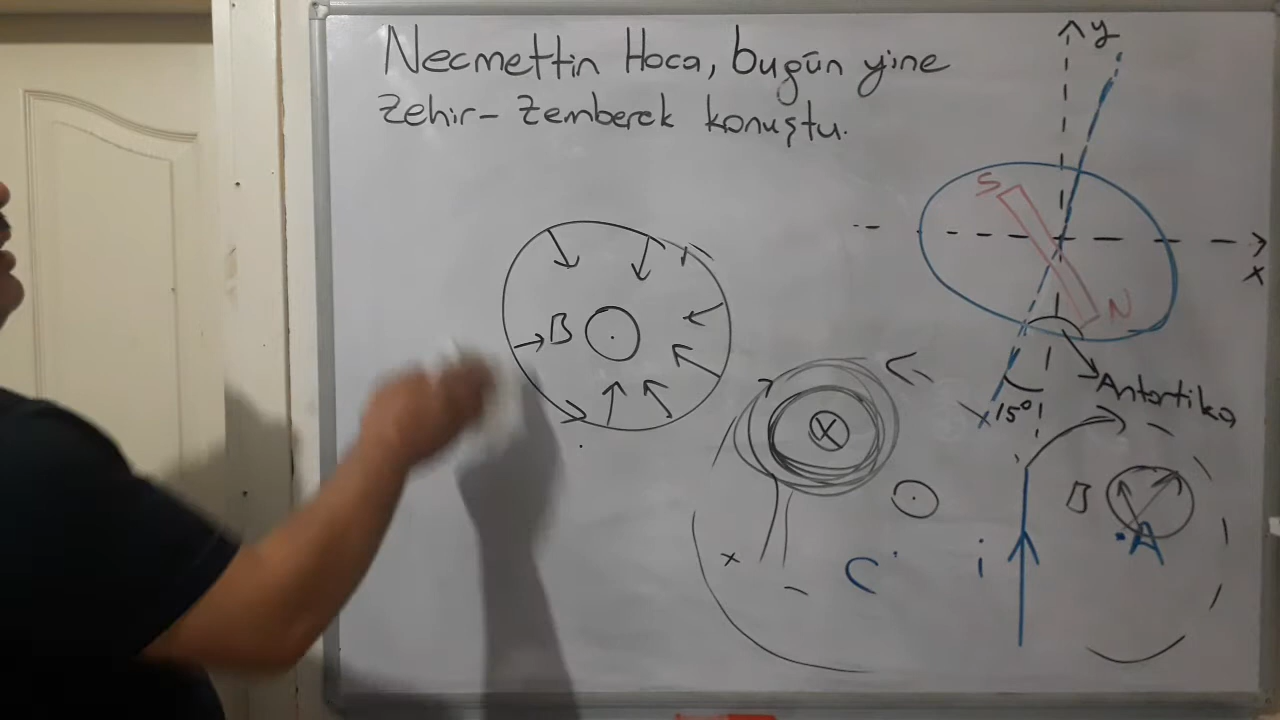 Necmettin Hoca, bugün yine
zehir- zemberek konuştu.
y
S
x
N
B
Antartika
15°
X
B
A
i
C
+
-